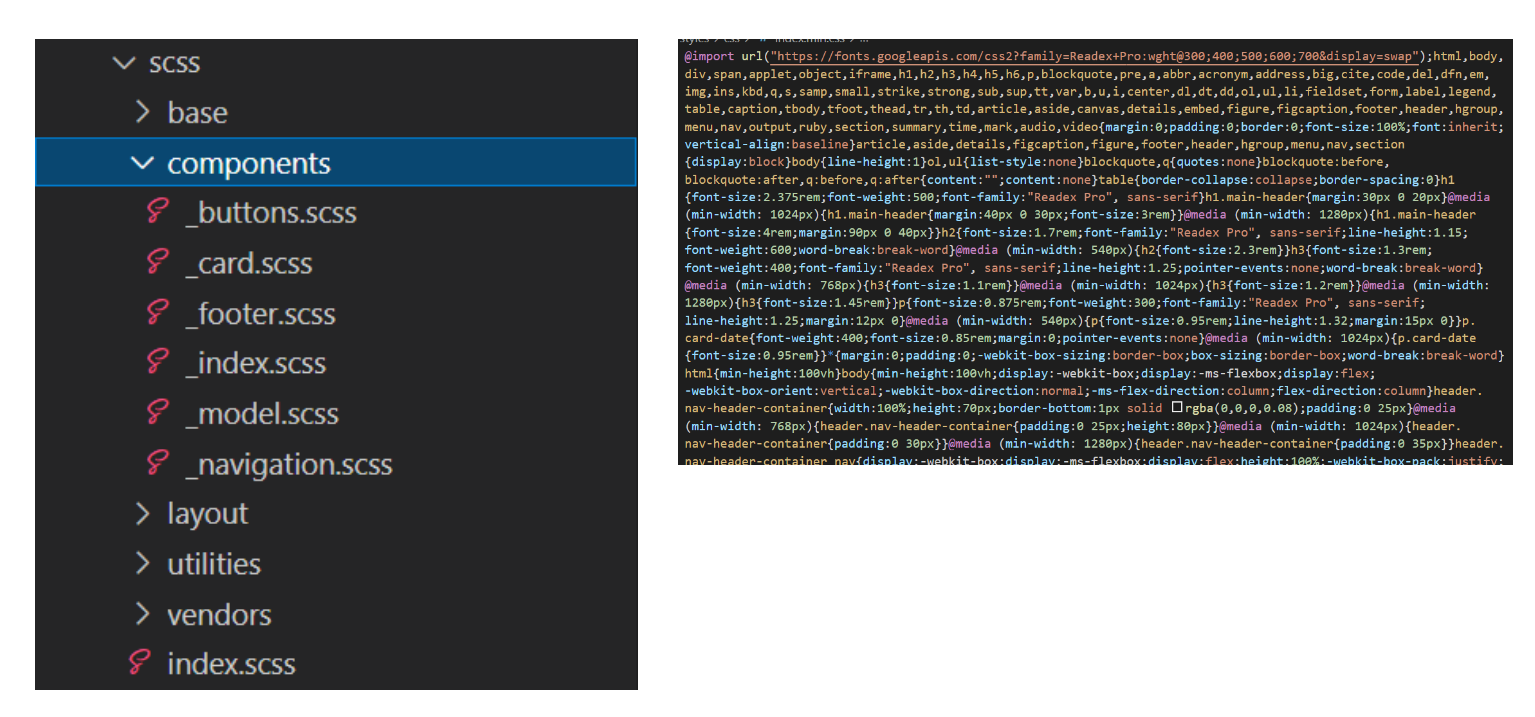 scss
base
components
_buttons.scss
_card.scss
_footer.scss
_index.scss
_model.scss
_navigation.scss
layout
utilities
vendors
index.scss
styles > css > index.min.css > ...
@import url("https://fonts.googleapis.com/css2?family=Readex+Pro:wght@300;400;500;600;700&display=swap");html,body,
div,span,applet,object,iframe,h1,h2,h3,h4,h5,h6,p,blockquote,pre,a,abbr,acronym,address,big,cite,code,del,dfn,em,
img,ins,kbd,q,s,samp,small,strike,strong,sub,sup,tt,var,b,u,i,center,dl,dt,dd,ol,ul,li,fieldset,form,label,legend,
table,caption,tbody,tfoot,thead,tr,th,td,article,aside,canvas,details,embed,figure,figcaption,footer,header,hgroup,
menu,nav,output,ruby,section,summary,time,mark,audio,video{margin:0;padding:0;border:0;font-size:100%;font:inherit;
vertical-align:baseline}article,aside,details,figcaption,figure,footer,header,hgroup,menu,nav,section
{display:block}body{line-height:1}ol,ul{list-style:none}blockquote,q{quotes:none}blockquote:before,
blockquote:after,q:before,q:after{content:"";content:none}table{border-collapse:collapse;border-spacing:0}h1
{font-size:2.375rem;font-weight:500;font-family:"Readex Pro", sans-serif}h1.main-header{margin:30px 0 20px}@media
(min-width: 1024px){h1.main-header{margin:40px 0 30px;font-size:3rem}}@media (min-width: 1280px){h1.main-header
{font-size:4rem;margin:90px 0 40px}}h2{font-size:1.7rem;font-family:"Readex Pro", sans-serif;line-height:1.15;
font-weight:600;word-break:break-word}@media (min-width: 540px){h2{font-size:2.3rem}}h3{font-size:1.3rem;
font-weight:400;font-family:"Readex Pro", sans-serif;line-height:1.25;pointer-events:none;word-break:break-word}
@media (min-width: 768px){h3{font-size:1.1rem}}@media (min-width: 1024px){h3{font-size:1.2rem}}@media (min-width:
1280px){h3{font-size:1.45rem}}p{font-size:0.875rem;font-weight:300;font-family:"Readex Pro", sans-serif;
line-height:1.25;margin:12px 0}@media (min-width: 540px){p{font-size:0.95rem;line-height:1.32;margin:15px 0}}p.
card-date{font-weight:400;font-size:0.85rem;margin:0;pointer-events:none}@media (min-width: 1024px){p.card-date
{font-size:0.95rem}}*{margin:0;padding:0;-webkit-box-sizing:border-box;box-sizing:border-box;word-break:break-word}
html{min-height:100vh}body{min-height:100vh;display:-webkit-box;display:-ms-flexbox;display:flex;
-webkit-box-orient:vertical;-webkit-box-direction:normal;-ms-flex-direction:column;flex-direction:column}header.
nav-header-container{width:100%;height:70px;border-bottom:1px solid rgba(0,0,0,0.08);padding:0 25px}@media
(min-width: 768px){header.nav-header-container{padding:0 25px;height:80px}}@media (min-width: 1024px){header.
nav-header-container{padding:0 30px}}@media (min-width: 1280px){header.nav-header-container{padding:0 35px}}header.
nav-header-container nav{display:-webkit-box;display:-ms-flexbox;display:flex;height:100%;-webkit-box-pack:justify;